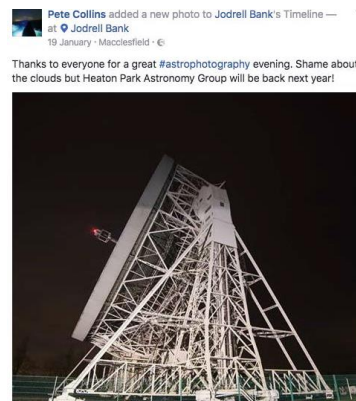 Pete Collins added a new photo to Jodrell Bank's Timeline —
at Jodrell Bank
19 January · Macclesfield ·
Thanks to everyone for a great #astrophotography evening. Shame about
the clouds but Heaton Park Astronomy Group will be back next year!